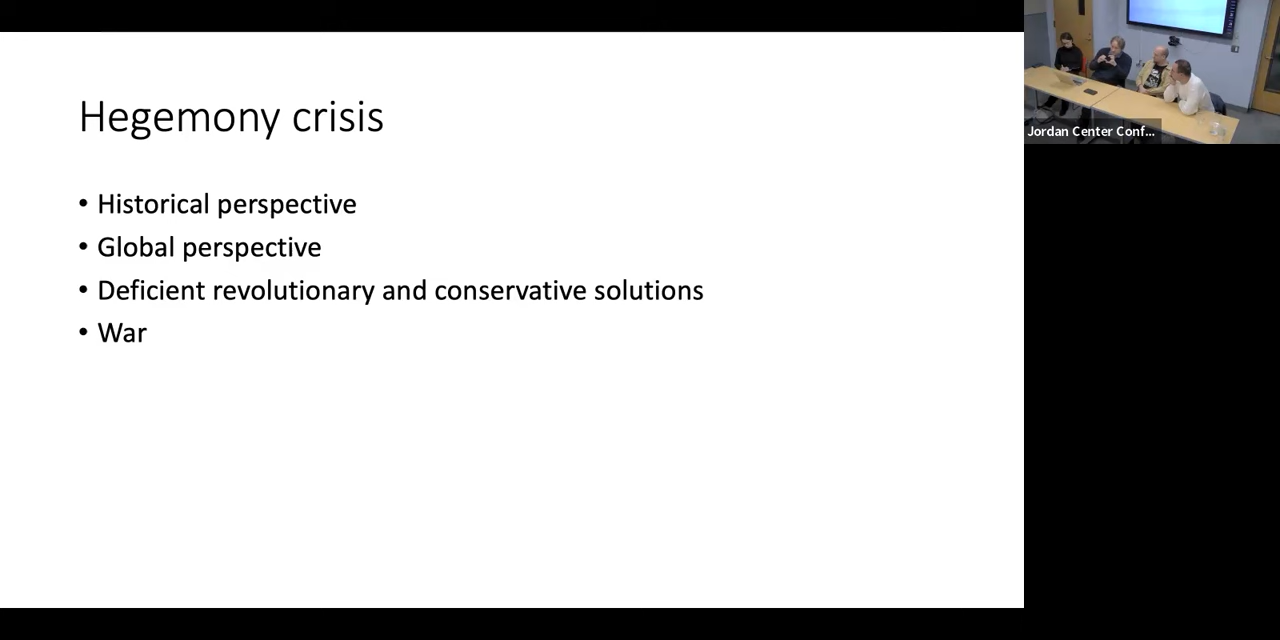 Hegemony crisis
• Historical perspective
• Global perspective
• Deficient revolutionary and conservative solutions
• War
Jordan Center Conf...